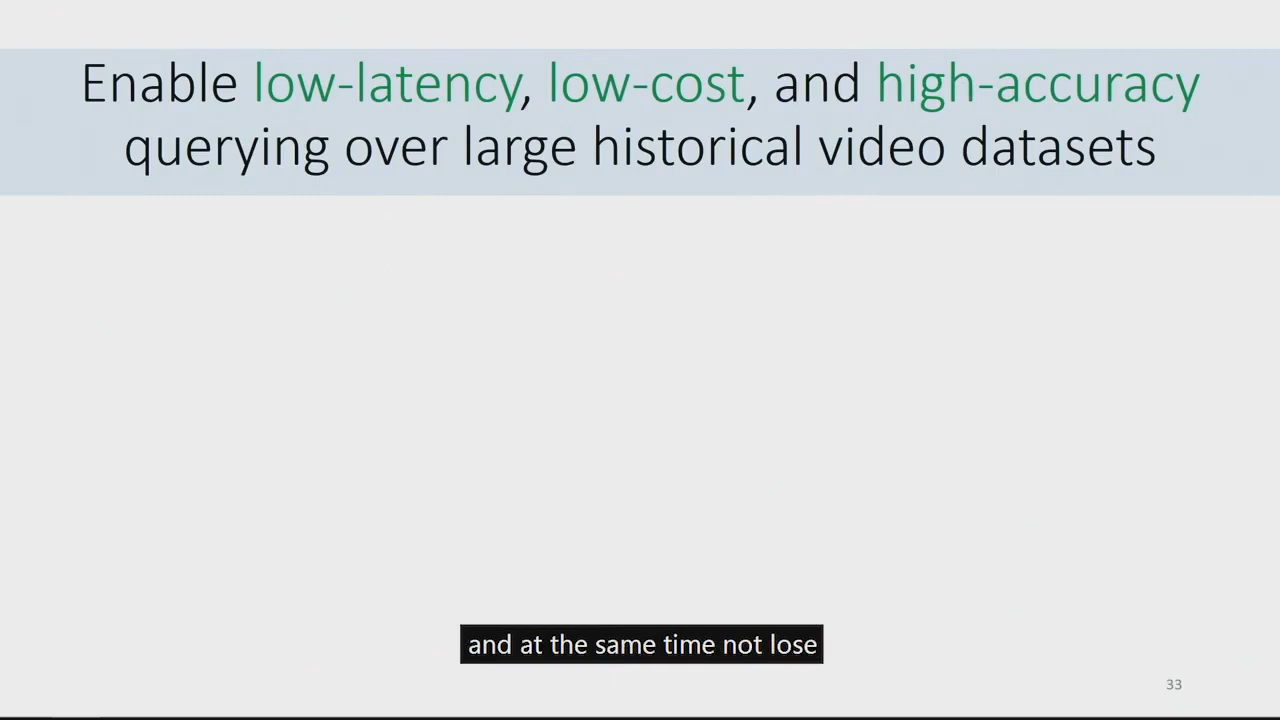 Enable low-latency, low-cost, and high-accuracy
querying over large historical video datasets
and at the same time not lose
33